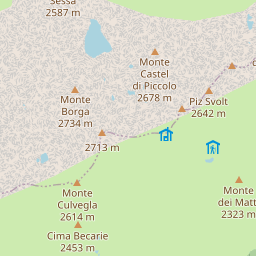 Sessa
2587 m
Monte
Castel
di Piccolo
2678 m
Monte
Borga
2734 m
Piz Svolt
2642 m
2713 m
Monte
Culvegla
2614 m
Monte
dei Matt
2323 m
Cima Becarie
2453 m